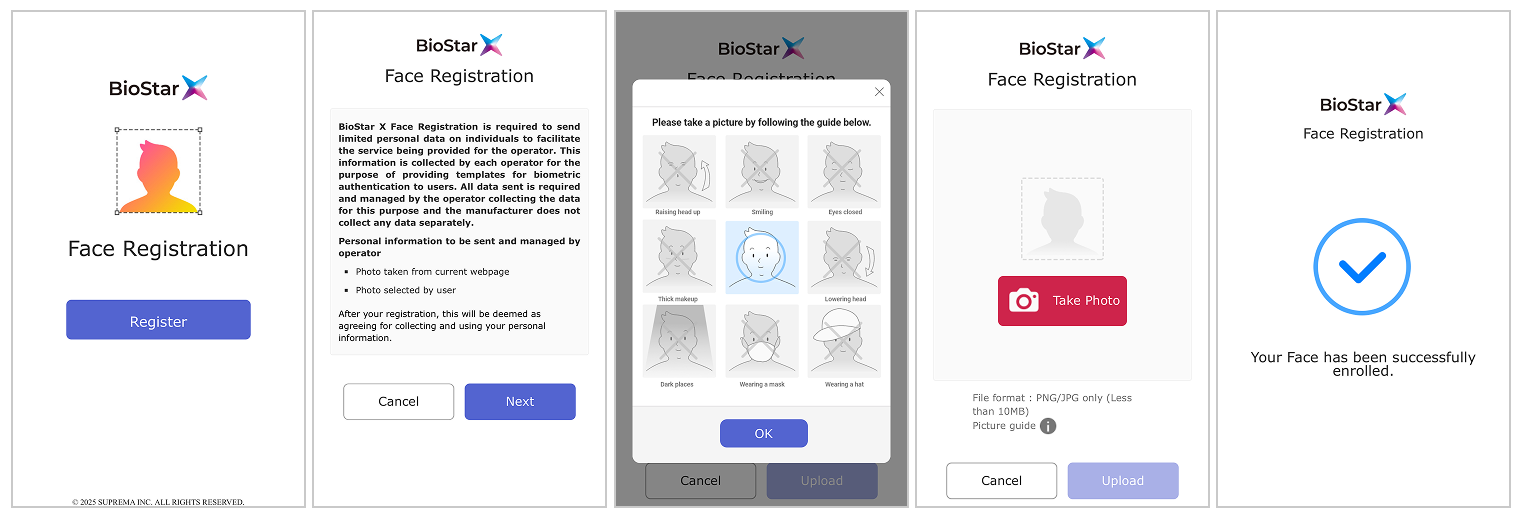 BioStar X
Face Registration
Register
© 2025 SUPREMA INC. ALL RIGHTS RESERVED.
BioStar X
Face Registration
BioStar X Face Registration is required to send
limited personal data on individuals to facilitate
the service being provided for the operator. This
information is collected by each operator for the
purpose of providing templates for biometric
authentication to users. All data sent is required
and managed by the operator collecting the data
for this purpose and the manufacturer does not
collect any data separately.
Personal information to be sent and managed by
operator
▪ Photo taken from current webpage
▪ Photo selected by user
After your registration, this will be deemed as
agreeing for collecting and using your personal
information.
Cancel
Next
BioStar X
Face Registration
Please take a picture by following the guide below.
Raising head up
Smiling
Eyes closed
Thick makeup
Lowering head
Dark places
Wearing a mask
Wearing a hat
OK
Cancel
Upload
BioStar X
Face Registration
Take Photo
File format : PNG/JPG only (Less
than 10MB)
Picture guide i
Cancel
Upload
BioStar X
Face Registration
Your Face has been successfully
enrolled.